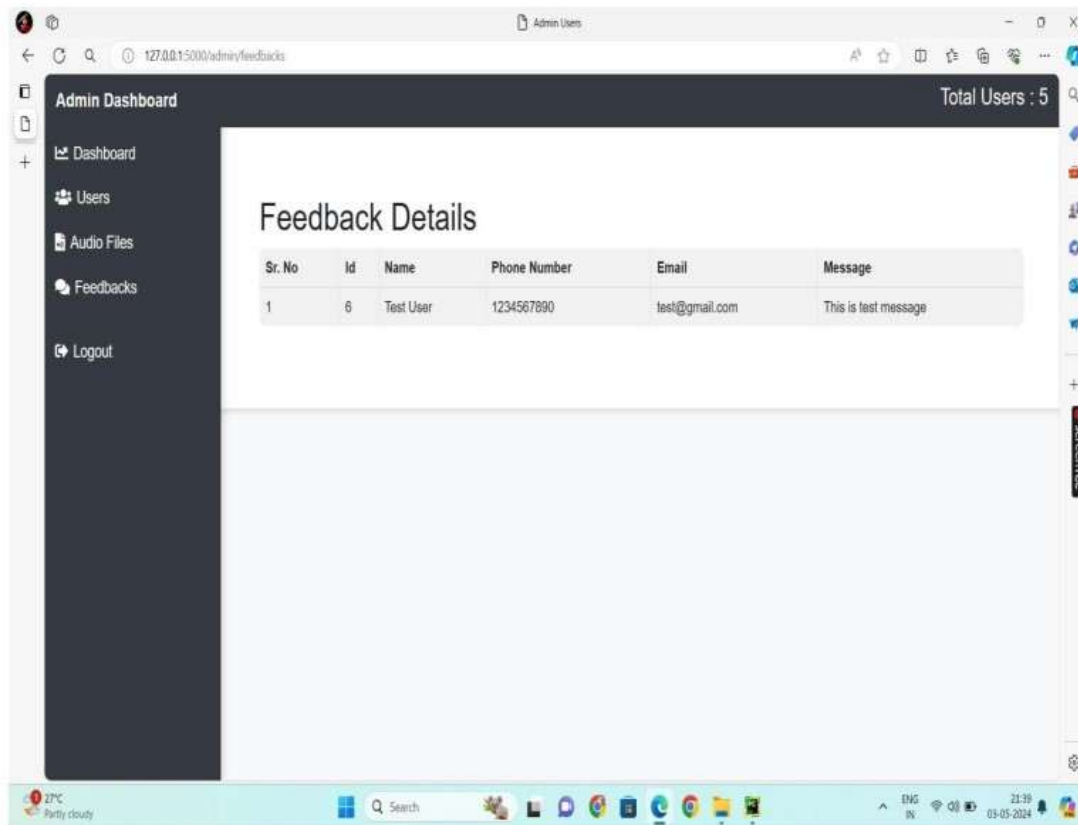 Admin Users
127.0.0.1:5000/admin/feedbacks
Admin Dashboard
Total Users : 5
Dashboard
Users
Audio Files
Feedbacks
Logout
Feedback Details
Sr. No Id Name Phone Number Email Message
1 6 Test User 1234567890 test@gmail.com This is test message
27°C
Partly cloudy
Search
ENG
IN
21:39
03-05-2024